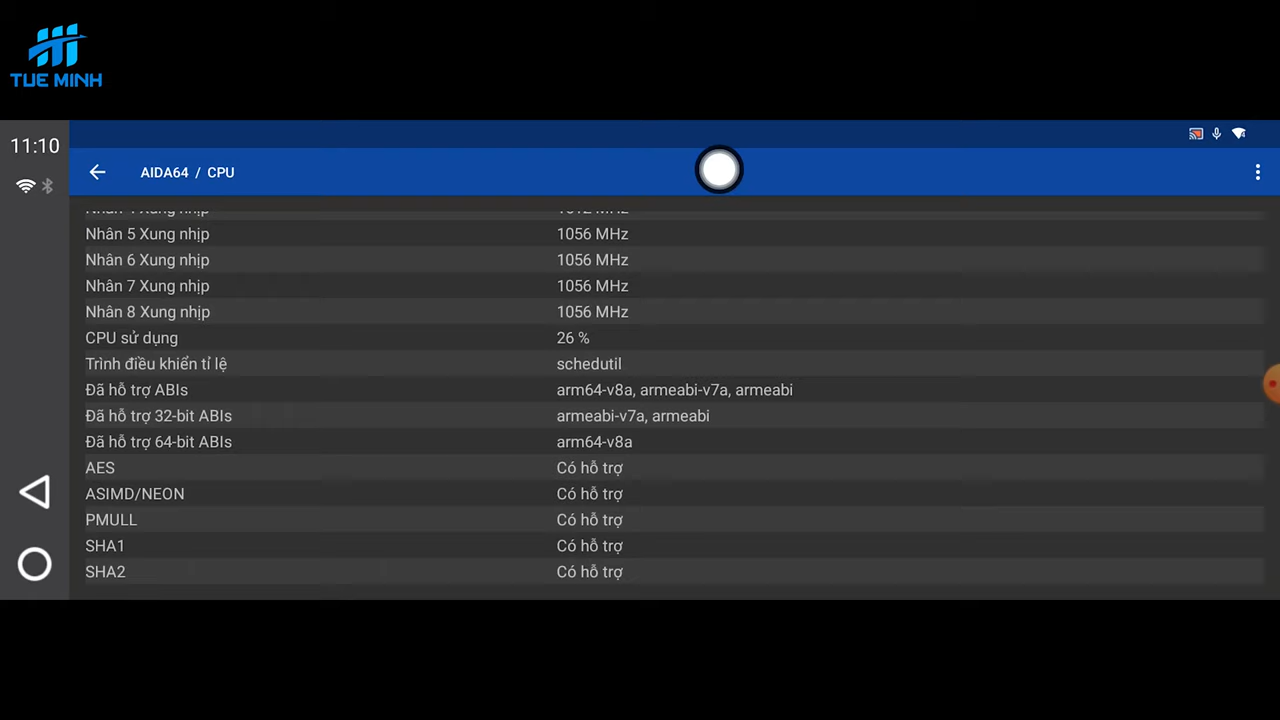 TUE MINH
11:10
AIDA64 / CPU
Nhân 5 Xung nhịp 1056 MHz
Nhân 6 Xung nhịp 1056 MHz
Nhân 7 Xung nhịp 1056 MHz
Nhân 8 Xung nhịp 1056 MHz
CPU sử dụng 26 %
Trình điều khiển tỉ lệ schedutil
Đã hỗ trợ ABIs arm64-v8a, armeabi-v7a, armeabi
Đã hỗ trợ 32-bit ABIs armeabi-v7a, armeabi
Đã hỗ trợ 64-bit ABIs arm64-v8a
AES Có hỗ trợ
ASIMD/NEON Có hỗ trợ
PMULL Có hỗ trợ
SHA1 Có hỗ trợ
SHA2 Có hỗ trợ